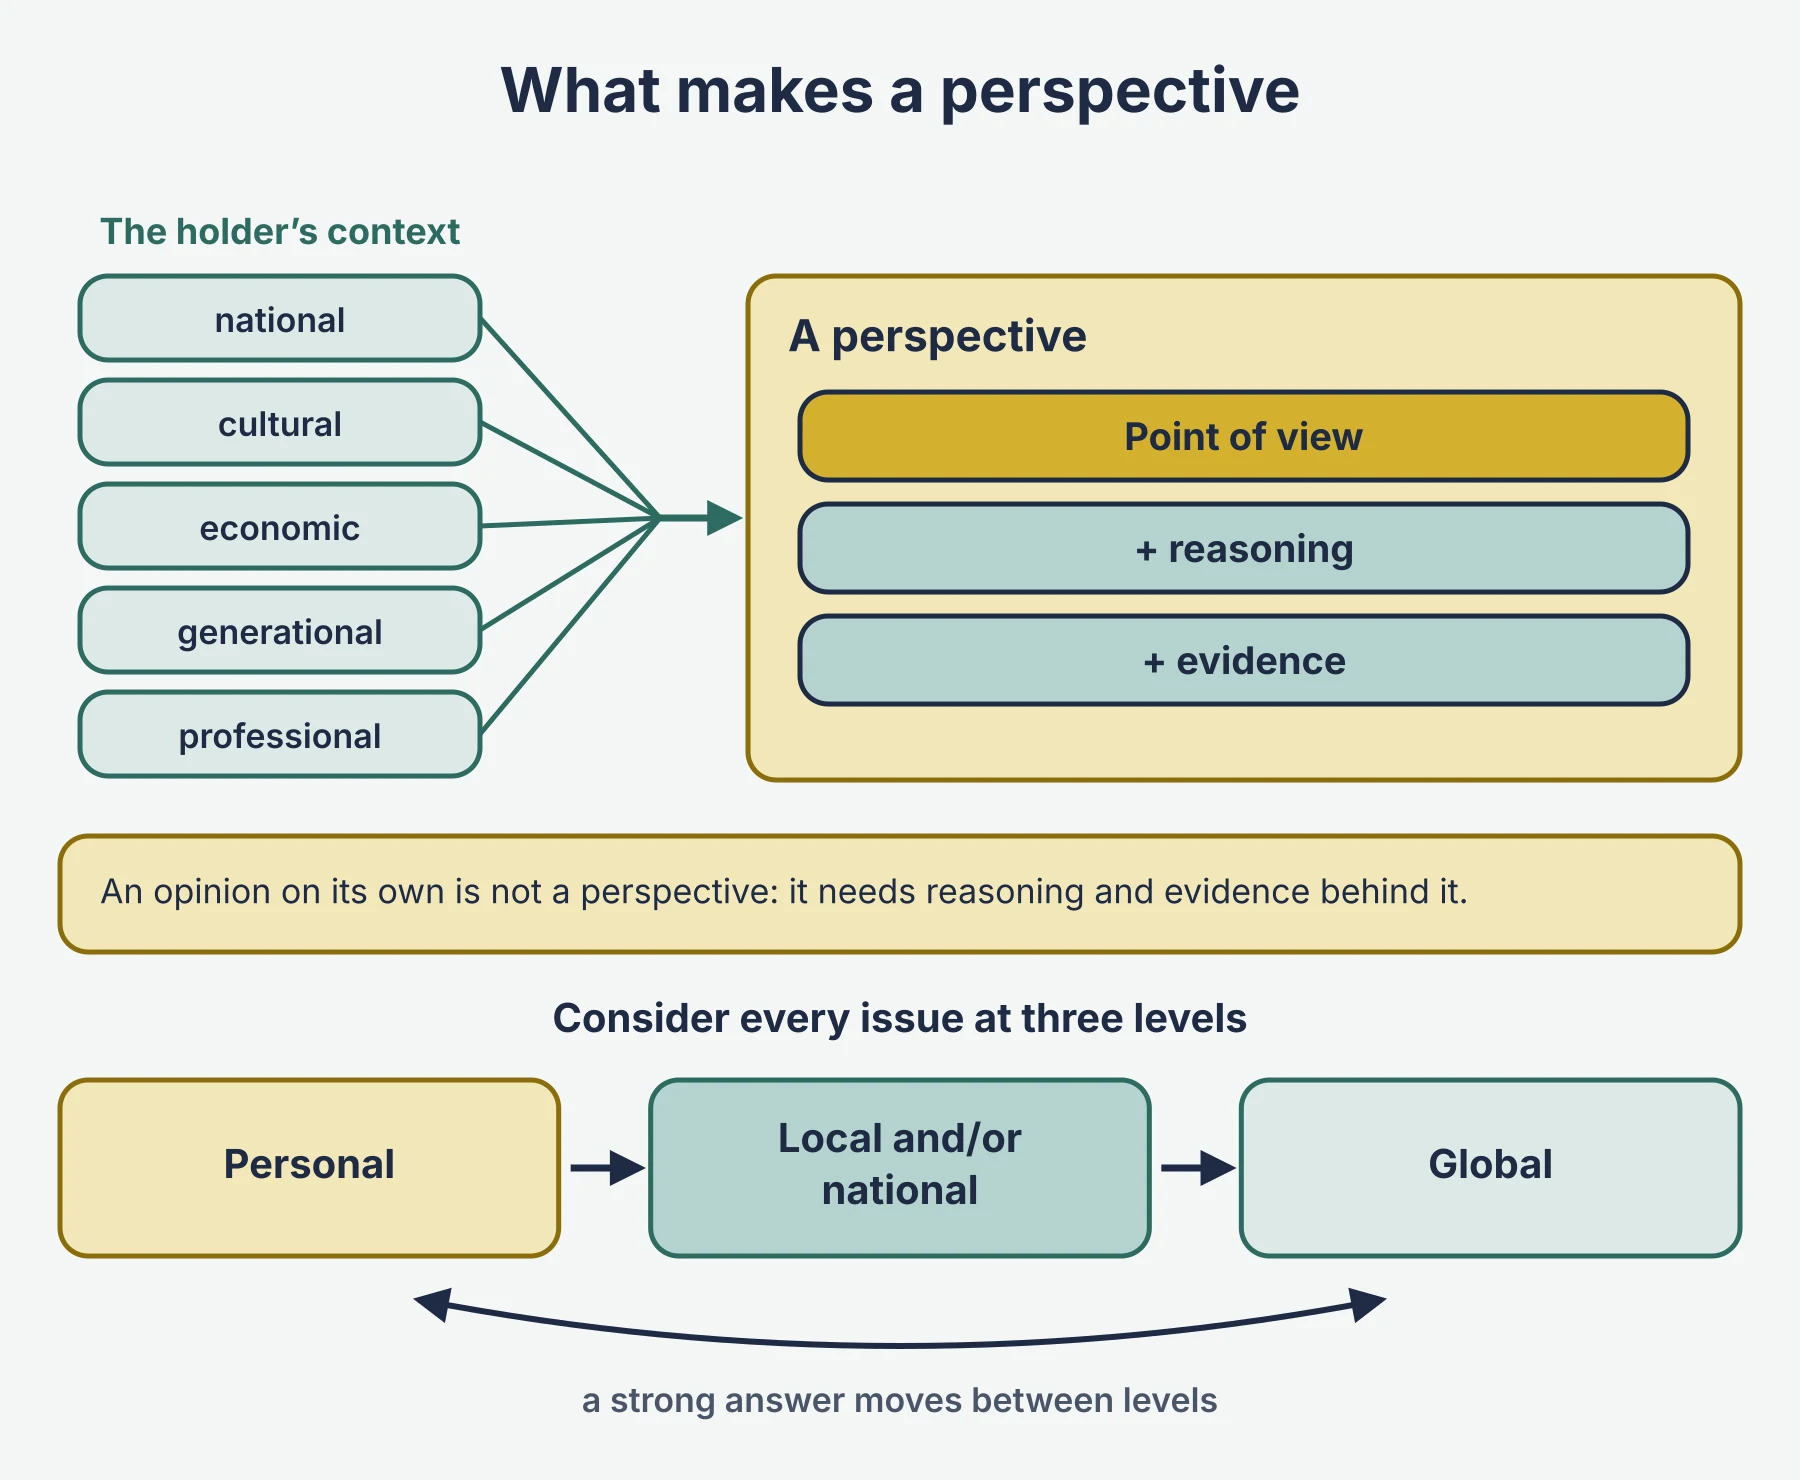 What makes a perspective
The holder’s context
national
cultural
economic
generational
professional
A perspective
Point of view
+ reasoning
+ evidence
An opinion on its own is not a perspective: it needs reasoning and evidence behind it.
Consider every issue at three levels
Personal
Local and/or
national
Global
a strong answer moves between levels